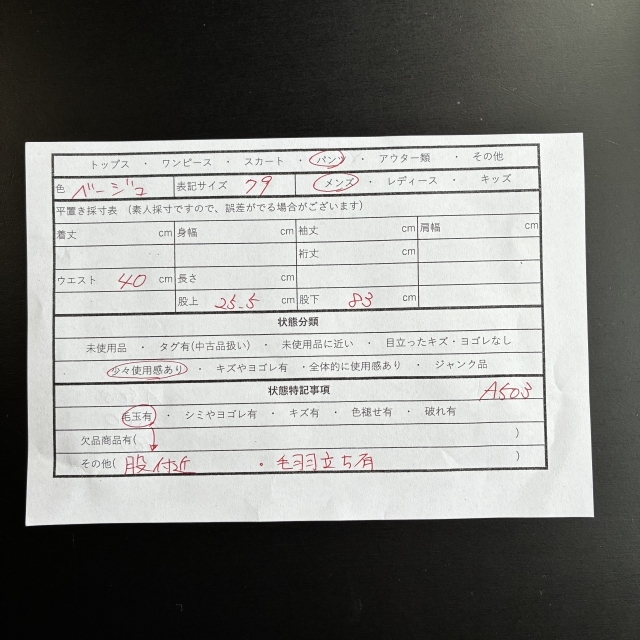 トップス ・ ワンピース ・ スカート ・ パンツ ・ アウター類 ・ その他
色 ベージュ 表記サイズ 79 メンズ ・ レディース ・ キッズ
平置き採寸表 (素人採寸ですので、誤差がでる場合がございます)
着丈 cm 身幅 cm 袖丈 cm 肩幅 cm
裄丈 cm
ウエスト 40 cm 長さ cm
股上 25.5 cm 股下 83 cm
状態分類
未使用品 ・ タグ有(中古品扱い) ・ 未使用品に近い ・ 目立ったキズ・ヨゴレなし
少々使用感あり ・ キズやヨゴレ有 ・全体的に使用感あり ・ ジャンク品
状態特記事項 A503
毛玉有 ・ シミやヨゴレ有 ・ キズ有 ・ 色褪せ有 ・ 破れ有
欠品商品有( )
その他( 股付近 ・毛羽立ち有 )